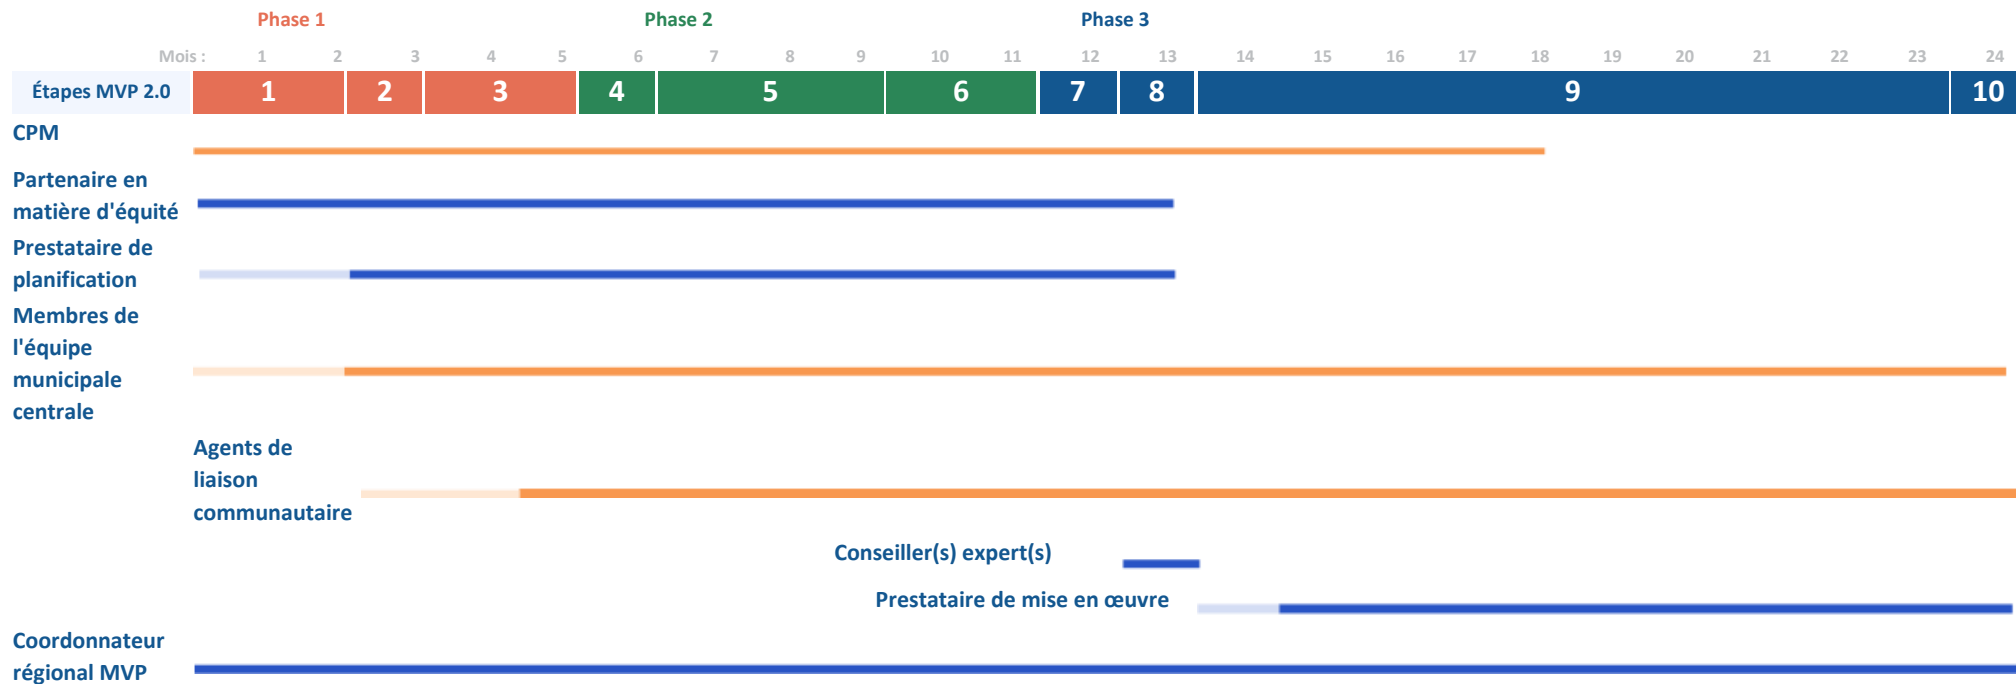 Phase 1 Phase 2 Phase 3
Mois : 1 2 3 4 5 6 7 8 9 10 11 12 13 14 15 16 17 18 19 20 21 22 23 24
Étapes MVP 2.0 1 2 3 4 5 6 7 8 9 10
CPM
Partenaire en
matière d'équité
Prestataire de
planification
Membres de
l'équipe
municipale
centrale
Agents de
liaison
communautaire
Conseiller(s) expert(s)
Prestataire de mise en œuvre
Coordonnateur
régional MVP